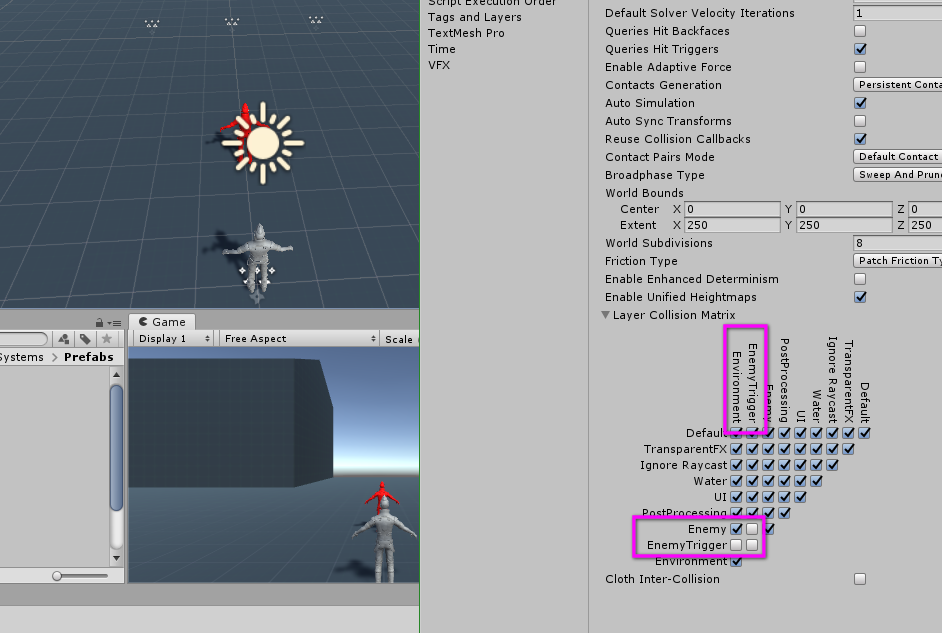 Script Execution Order
Tags and Layers
TextMesh Pro
Time
VFX
Default Solver Velocity Iterations 1
Queries Hit Backfaces
Queries Hit Triggers
Enable Adaptive Force
Contacts Generation Persistent Conta
Auto Simulation
Auto Sync Transforms
Reuse Collision Callbacks
Contact Pairs Mode Default Contact
Broadphase Type Sweep And Prun
World Bounds
Center X 0 Y 0 Z 0
Extent X 250 Y 250 Z 250
World Subdivisions 8
Friction Type Patch Friction Ty
Enable Enhanced Determinism
Enable Unified Heightmaps
Layer Collision Matrix
Environment
EnemyTrigger
Enemy
PostProcessing
UI
Water
Ignore Raycast
TransparentFX
Default
Default
TransparentFX
Ignore Raycast
Water
UI
PostProcessing
Enemy
EnemyTrigger
Environment
Cloth Inter-Collision
Game
Display 1 Free Aspect Scale
Systems > Prefabs